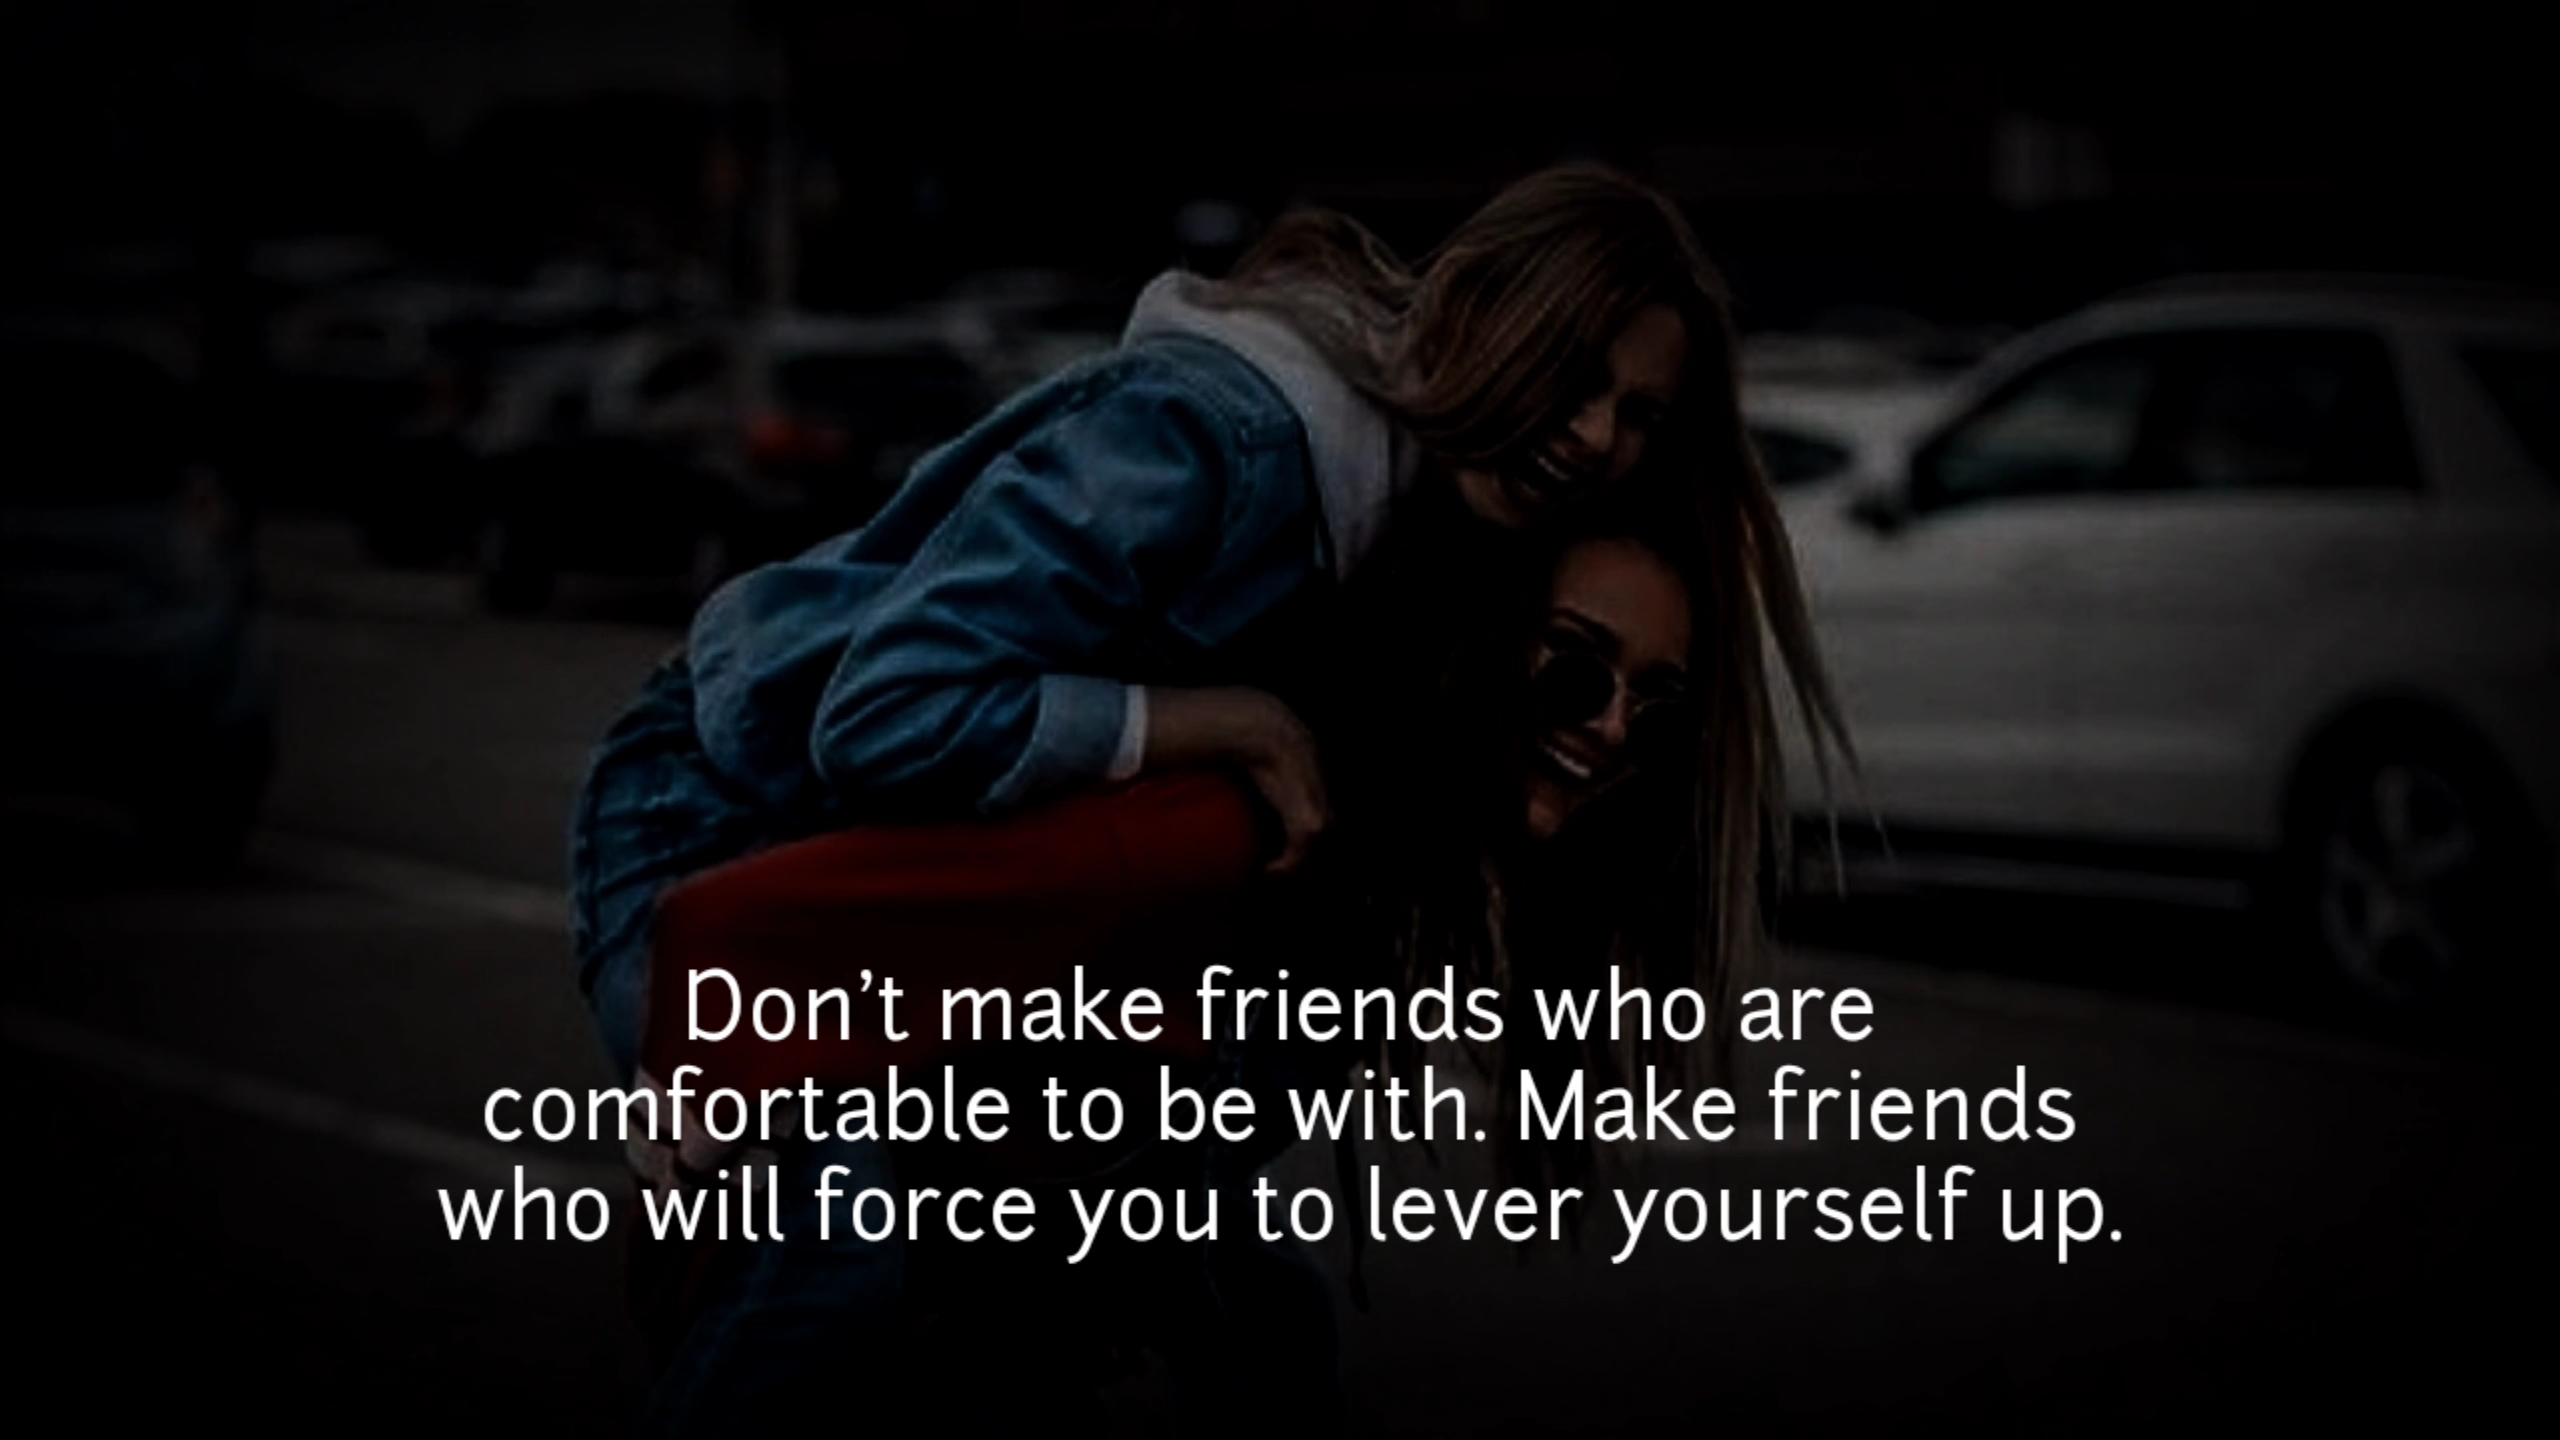 Don’t make friends who are
comfortable to be with. Make friends
who will force you to lever yourself up.